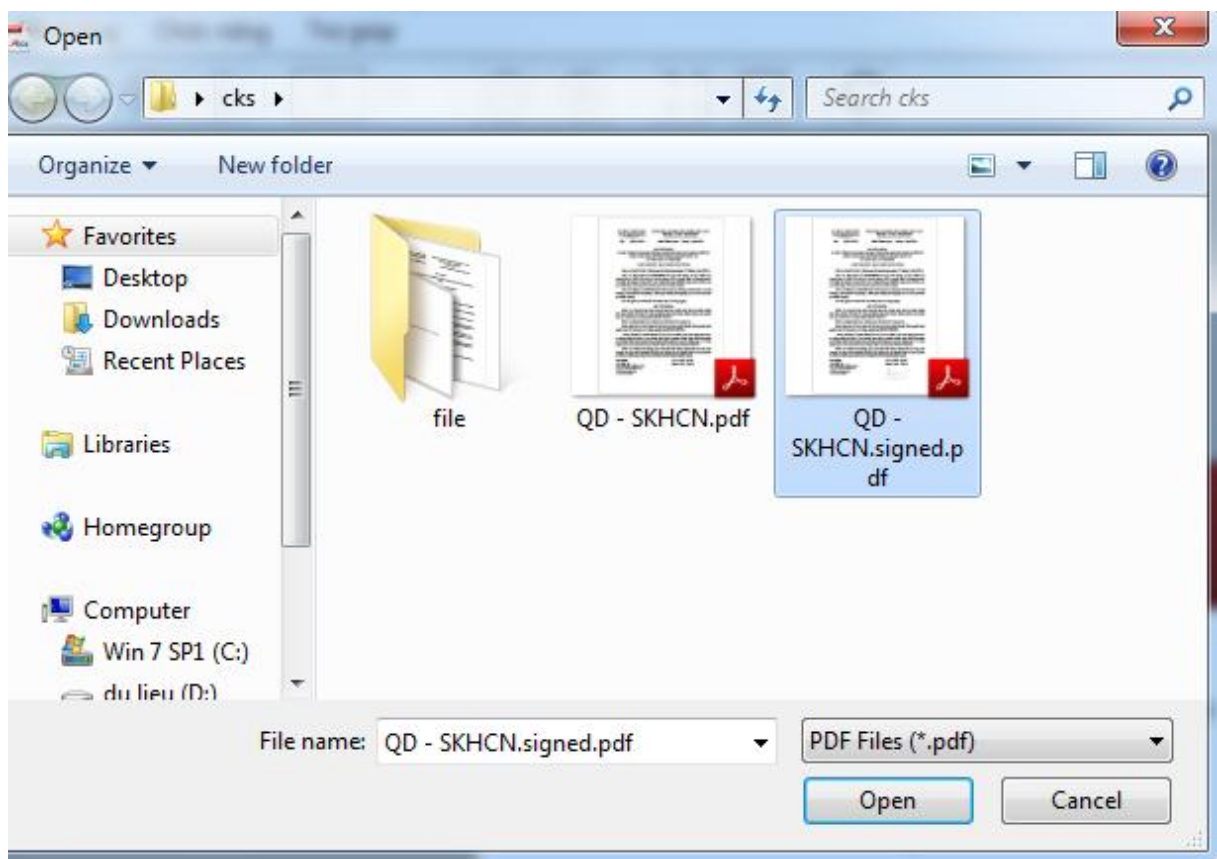 Open
cks
Search cks
Organize
New folder
Favorites
Desktop
Downloads
Recent Places
Libraries
Homegroup
Computer
Win 7 SP1 (C:)
du lieu (D:)
file
QD - SKHCN.pdf
QD -
SKHCN.signed.p
df
File name:
QD - SKHCN.signed.pdf
PDF Files (*.pdf)
Open
Cancel